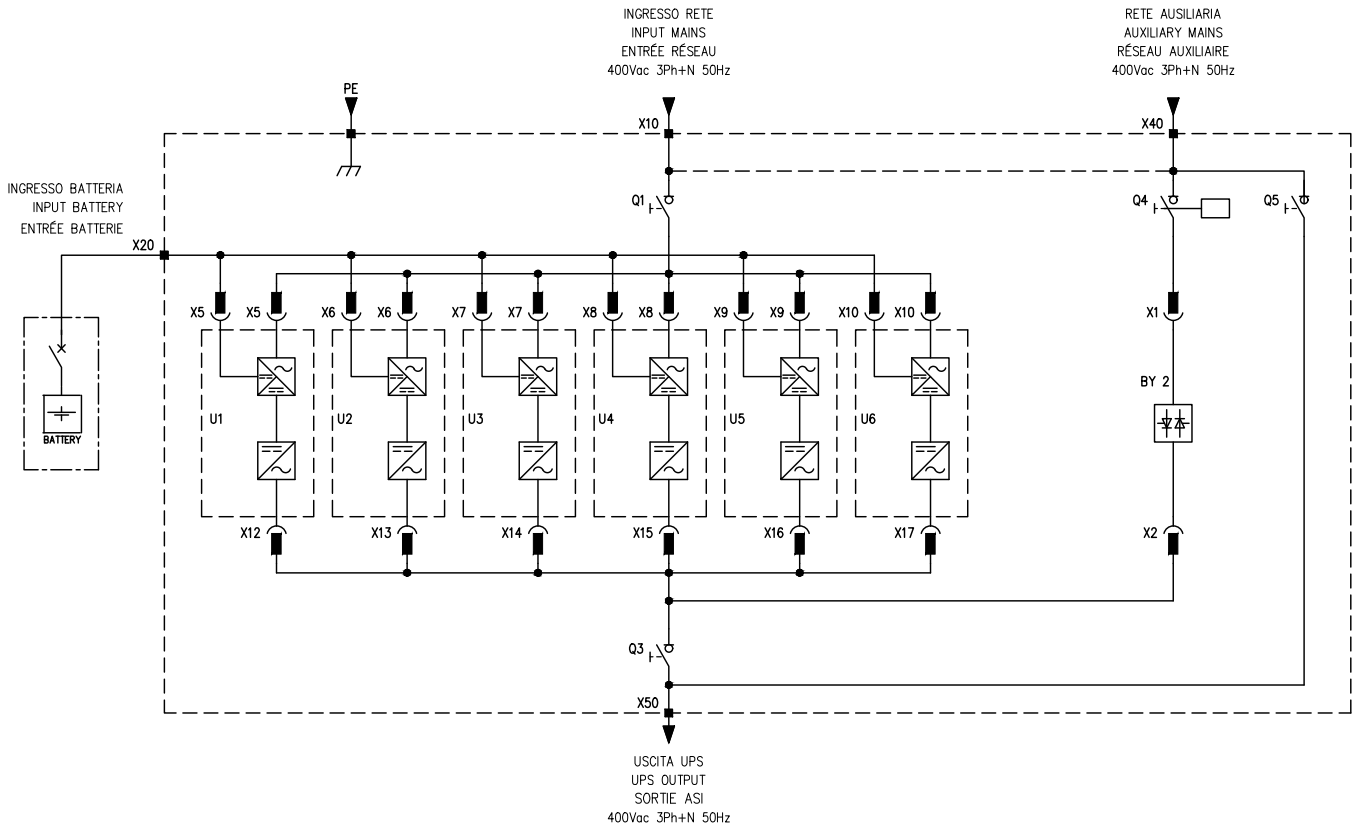 INGRESSO RETE
INPUT MAINS
ENTRÉE RÉSEAU
400Vac 3Ph+N 50Hz
RETE AUSILIARIA
AUXILIARY MAINS
RÉSEAU AUXILIAIRE
400Vac 3Ph+N 50Hz
PE
X10
X40
INGRESSO BATTERIA
INPUT BATTERY
ENTRÉE BATTERIE
Q1
Q4
Q5
X20
X5 X5 X6 X6 X7 X7 X8 X8 X9 X9 X10 X10 X1
BY 2
U1 U2 U3 U4 U5 U6
BATTERY
X12 X13 X14 X15 X16 X17 X2
Q3
X50
USCITA UPS
UPS OUTPUT
SORTIE ASI
400Vac 3Ph+N 50Hz